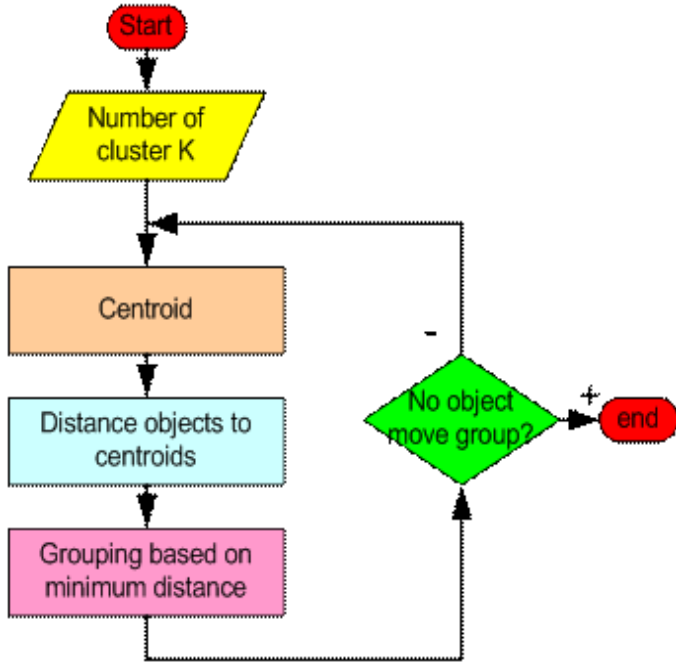 Start
Number of
cluster K
Centroid
Distance objects to
centroids
Grouping based on
minimum distance
-
No object
move group?
+
end